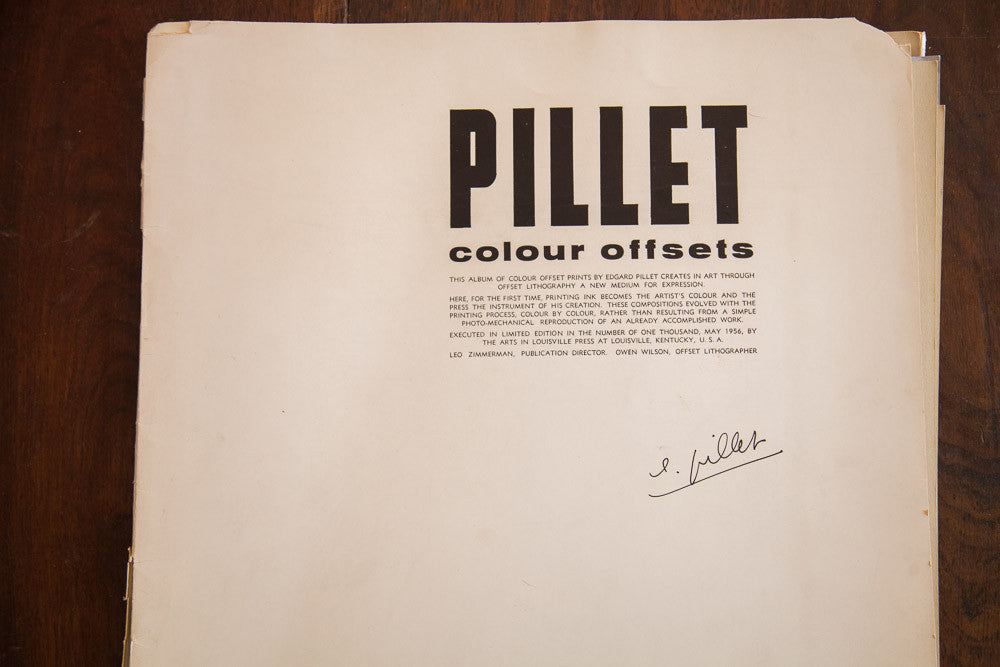 PILLET
colour offsets
THIS ALBUM OF COLOUR OFFSET PRINTS BY EDGARD PILLET CREATES IN ART THROUGH
OFFSET LITHOGRAPHY A NEW MEDIUM FOR EXPRESSION.
HERE, FOR THE FIRST TIME, PRINTING INK BECOMES THE ARTIST'S COLOUR AND THE
PRESS THE INSTRUMENT OF HIS CREATION. THESE COMPOSITIONS EVOLVED WITH THE
PRINTING PROCESS, COLOUR BY COLOUR, RATHER THAN RESULTING FROM A SIMPLE
PHOTO-MECHANICAL REPRODUCTION OF AN ALREADY ACCOMPLISHED WORK.
EXECUTED IN LIMITED EDITION IN THE NUMBER OF ONE THOUSAND, MAY 1956, BY
THE ARTS IN LOUISVILLE PRESS AT LOUISVILLE, KENTUCKY, U. S. A.
LEO ZIMMERMAN, PUBLICATION DIRECTOR. OWEN WILSON, OFFSET LITHOGRAPHER
e. pillet